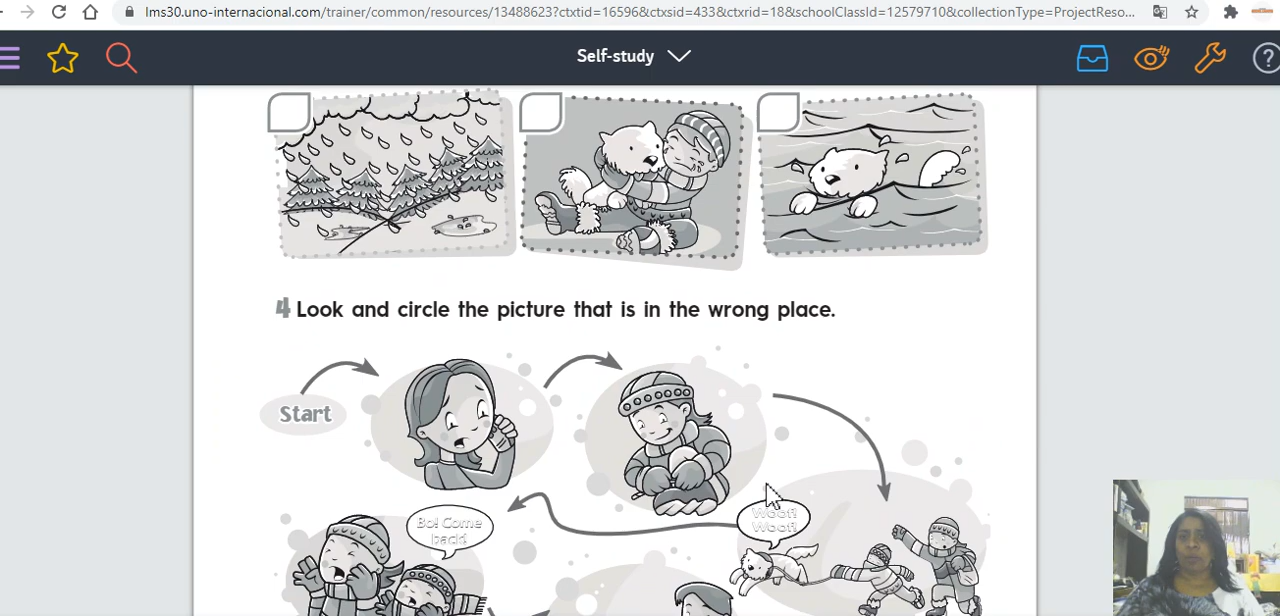 lms30.uno-internacional.com/trainer/common/resources/13488623?ctxtid=16596&ctxsid=433&ctxrid=18&schoolClassId=12579710&collectionType=ProjectReso...
Self-study
4 Look and circle the picture that is in the wrong place.
Start
Bo! Come
back!
Woof!
Woof!